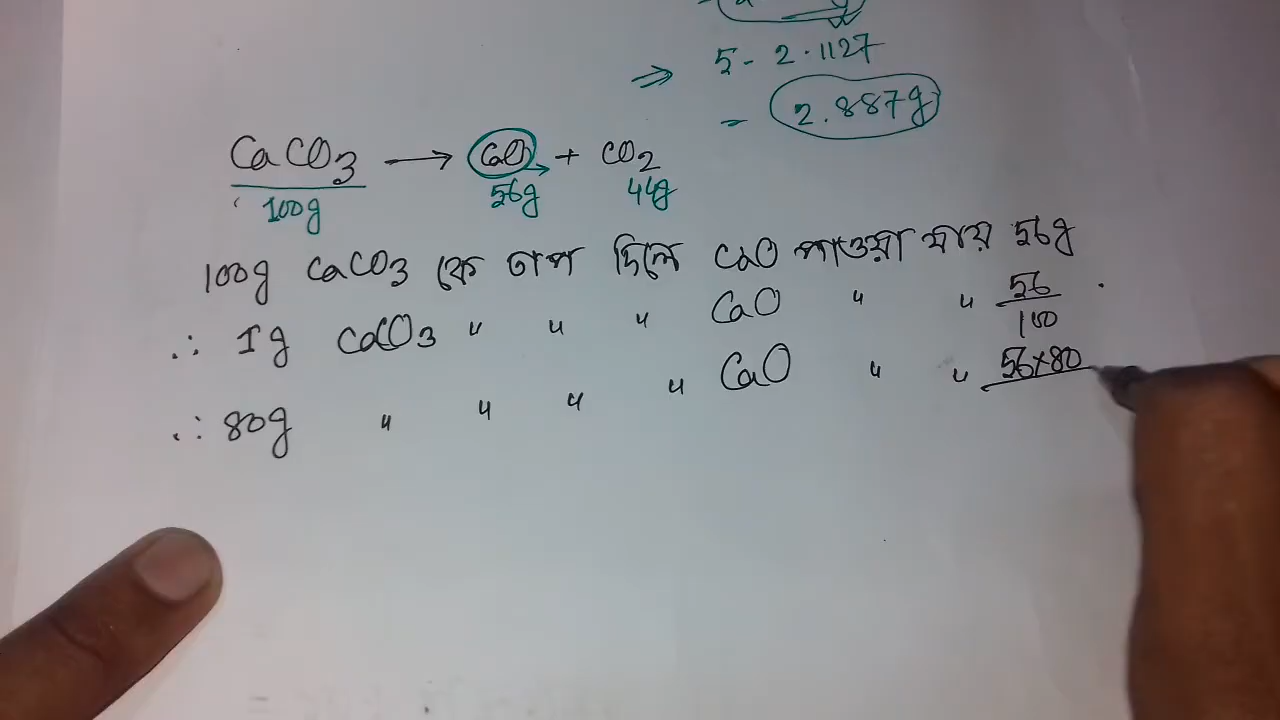 ⇒ 5 - 2.1127
= 2.887g
CaCO3 → CaO + CO2
100g 56g 44g
100g CaCO3 কে তাপ দিলে CaO পাওয়া যায় 56g
∴ 1g CaCO3 " " " CaO " " 56/100
∴ 80g " " " " CaO " " 56×80